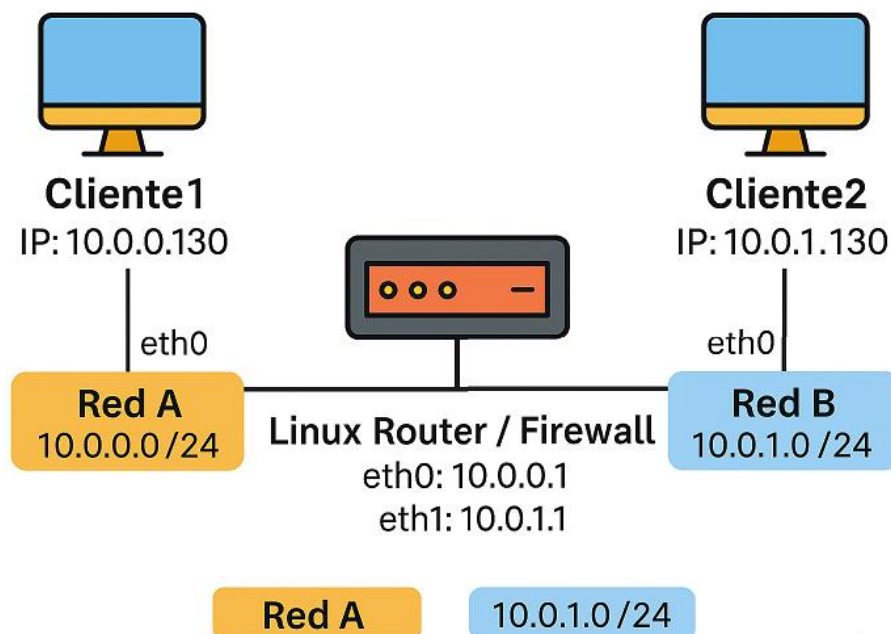 Cliente1
IP: 10.0.0.130
eth0
Cliente2
IP: 10.0.1.130
eth0
Red A
10.0.0.0 /24
Linux Router / Firewall
eth0: 10.0.0.1
eth1: 10.0.1.1
Red B
10.0.1.0 /24
Red A
10.0.1.0 /24